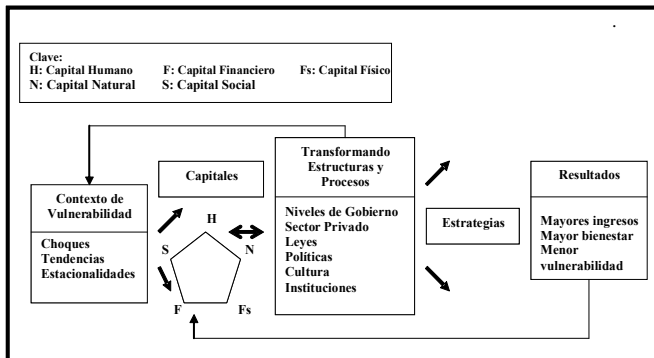 Clave:
H: Capital Humano F: Capital Financiero Fs: Capital Físico
N: Capital Natural S: Capital Social
Contexto de
Vulnerabilidad
Choques
Tendencias
Estacionalidades
Capitales
H
S
N
F
Fs
Transformando
Estructuras y
Procesos
Niveles de Gobierno
Sector Privado
Leyes
Políticas
Cultura
Instituciones
Estrategias
Resultados
Mayores ingresos
Mayor bienestar
Menor
vulnerabilidad